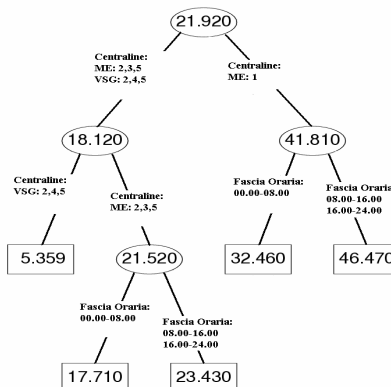 21.920
Centraline:
ME: 2,3,5
VSG: 2,4,5
Centraline:
ME: 1
18.120
41.810
Centraline:
VSG: 2,4,5
Centraline:
ME: 2,3,5
Fascia Oraria:
00.00-08.00
Fascia Oraria:
08.00-16.00
16.00-24.00
5.359
21.520
32.460
46.470
Fascia Oraria:
00.00-08.00
Fascia Oraria:
08.00-16.00
16.00-24.00
17.710
23.430